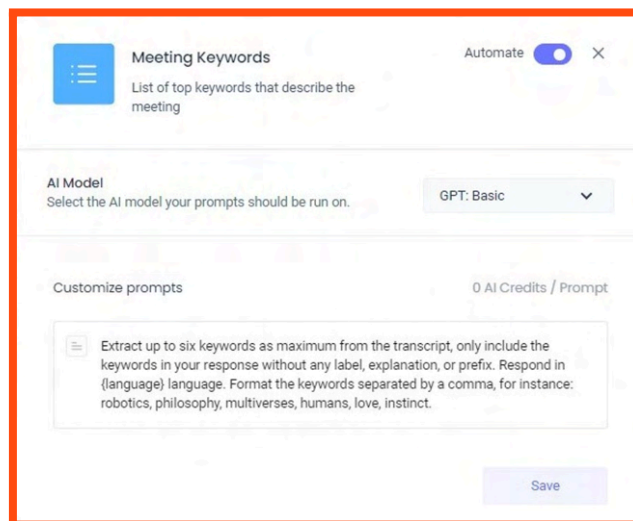 Meeting Keywords
Automate
List of top keywords that describe the
meeting
AI Model
Select the AI model your prompts should be run on.
GPT: Basic
Customize prompts
0 AI Credits / Prompt
Extract up to six keywords as maximum from the transcript, only include the
keywords in your response without any label, explanation, or prefix. Respond in
{language} language. Format the keywords separated by a comma, for instance:
robotics, philosophy, multiverses, humans, love, instinct.
Save